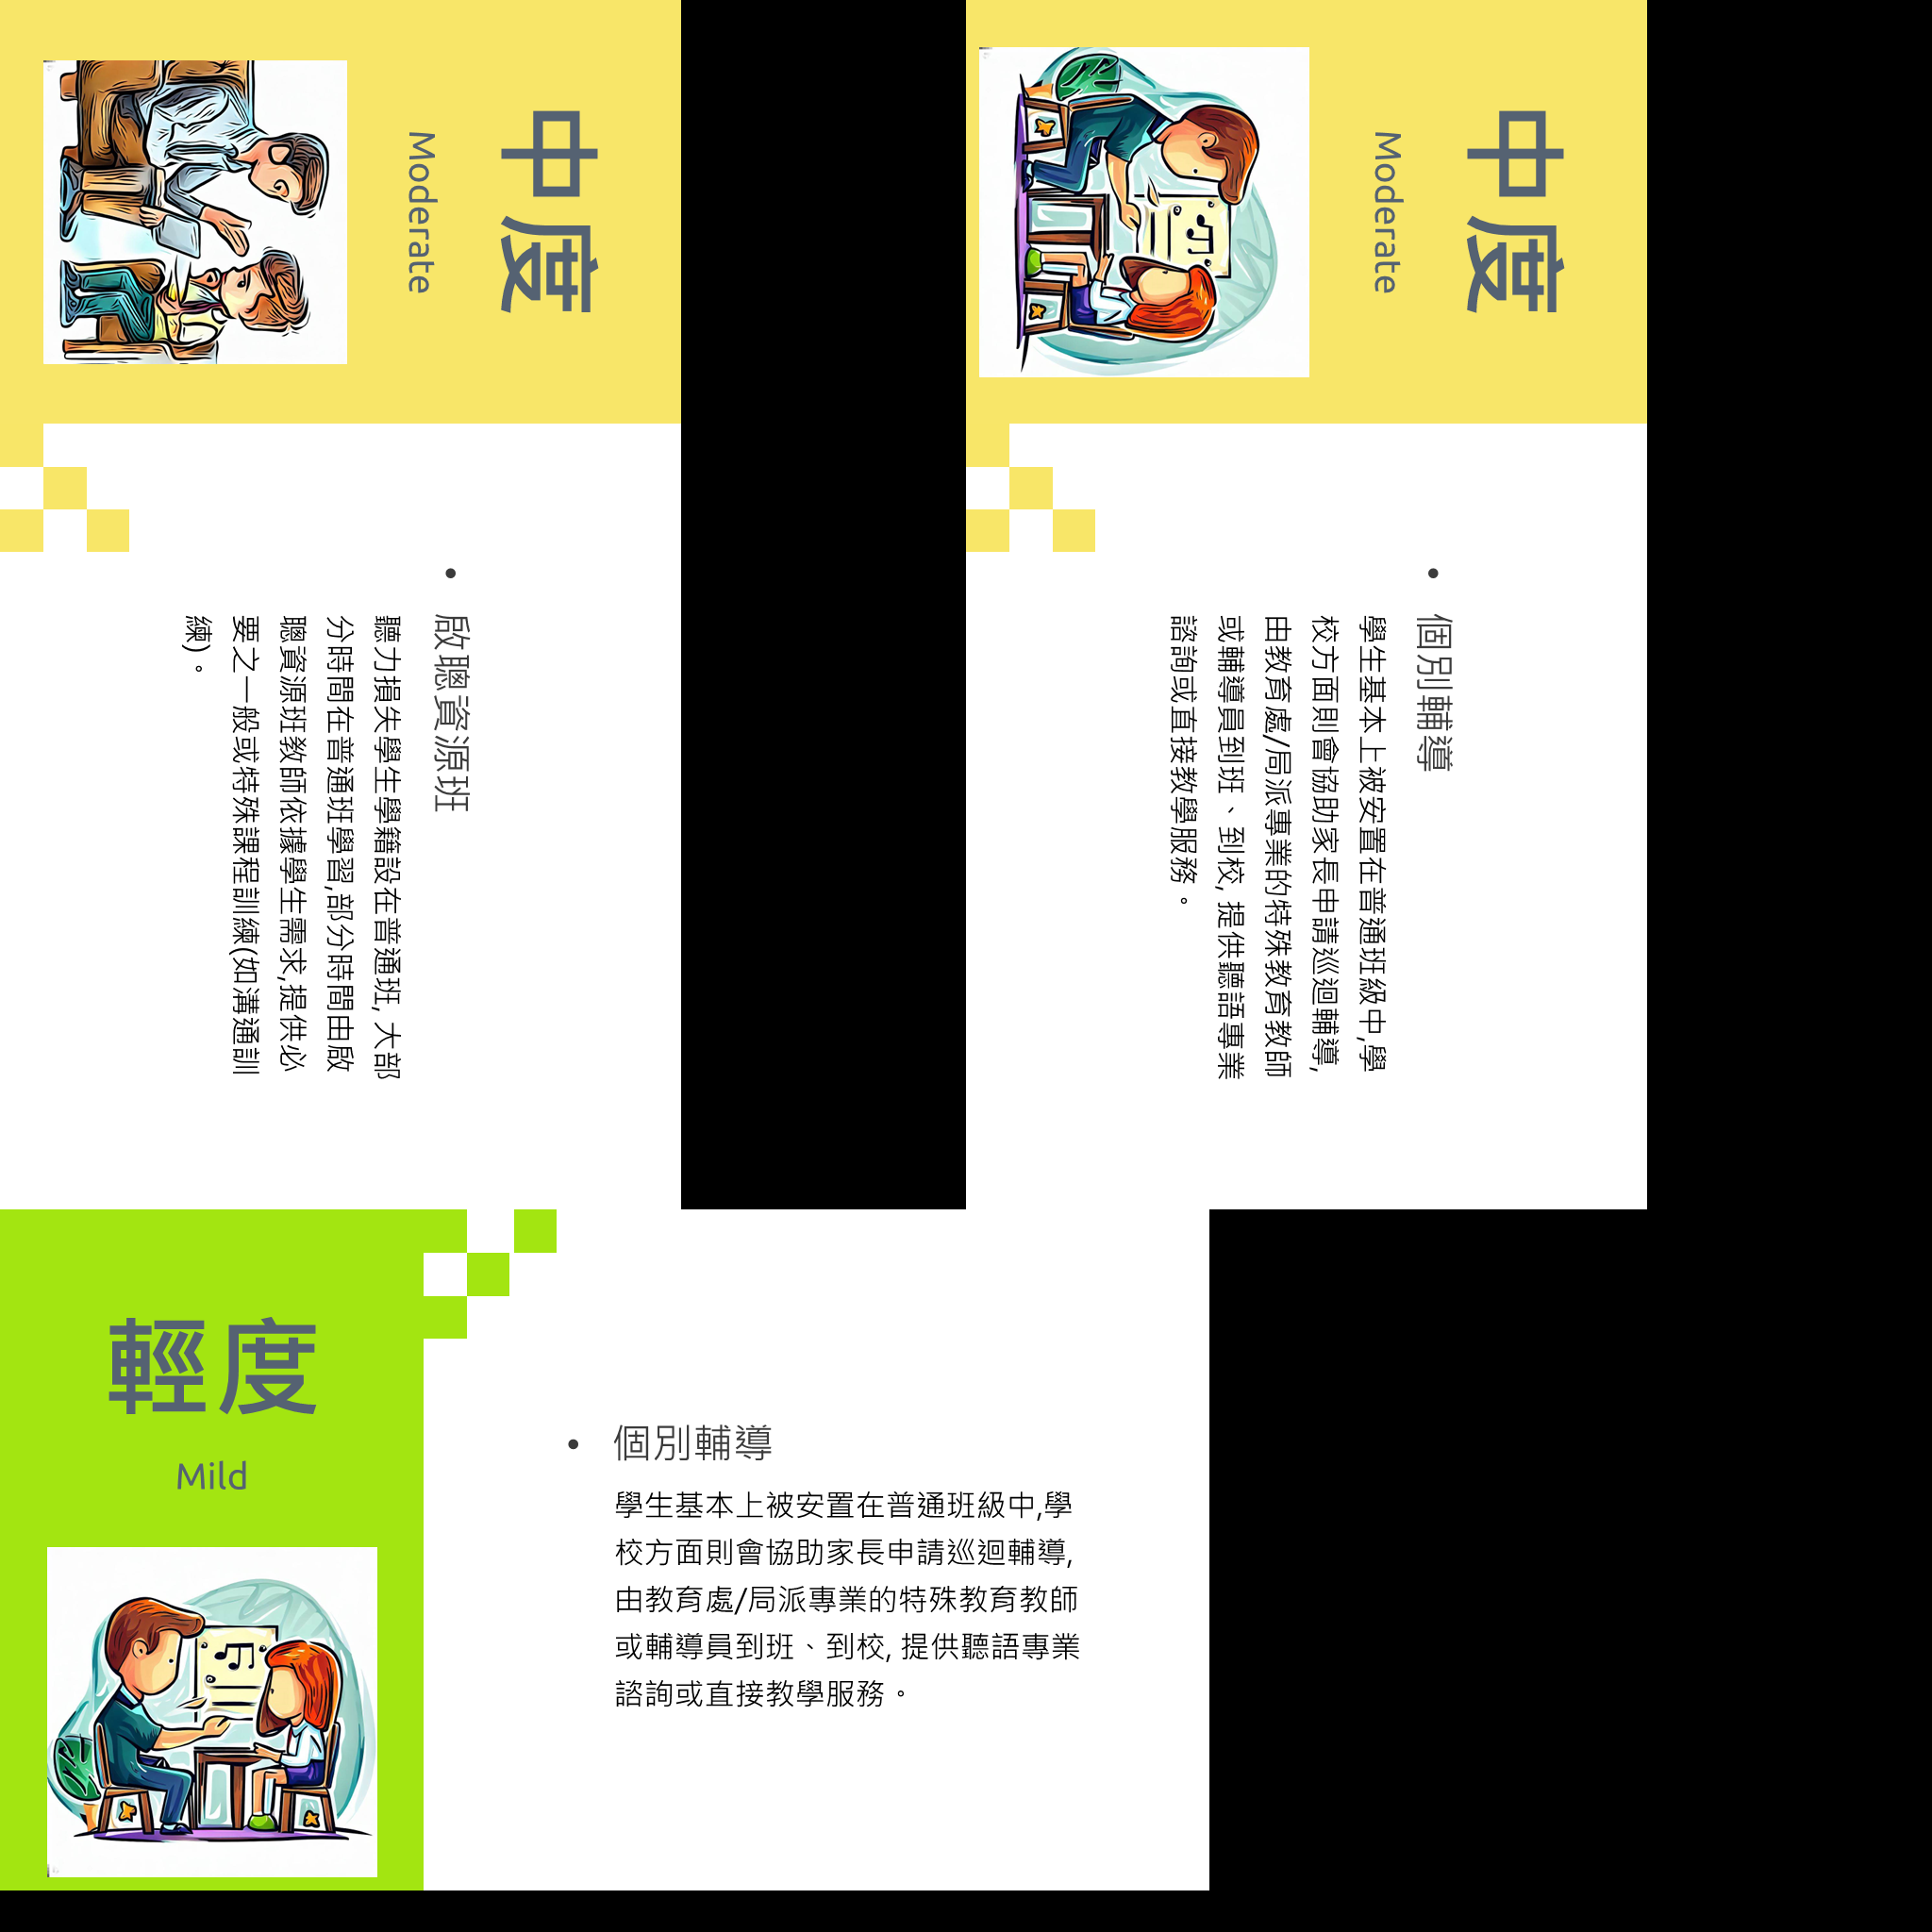 中度
Moderate
• 啟聰資源班
聽力損失學生學籍設在普通班, 大部
分時間在普通班學習,部分時間由啟
聰資源班教師依據學生需求,提供必
要之一般或特殊課程訓練(如溝通訓
練)。
中度
Moderate
• 個別輔導
學生基本上被安置在普通班級中,學
校方面則會協助家長申請巡迴輔導,
由教育處/局派專業的特殊教育教師
或輔導員到班、到校, 提供聽語專業
諮詢或直接教學服務。
輕度
Mild
• 個別輔導
學生基本上被安置在普通班級中,學
校方面則會協助家長申請巡迴輔導,
由教育處/局派專業的特殊教育教師
或輔導員到班、到校, 提供聽語專業
諮詢或直接教學服務。